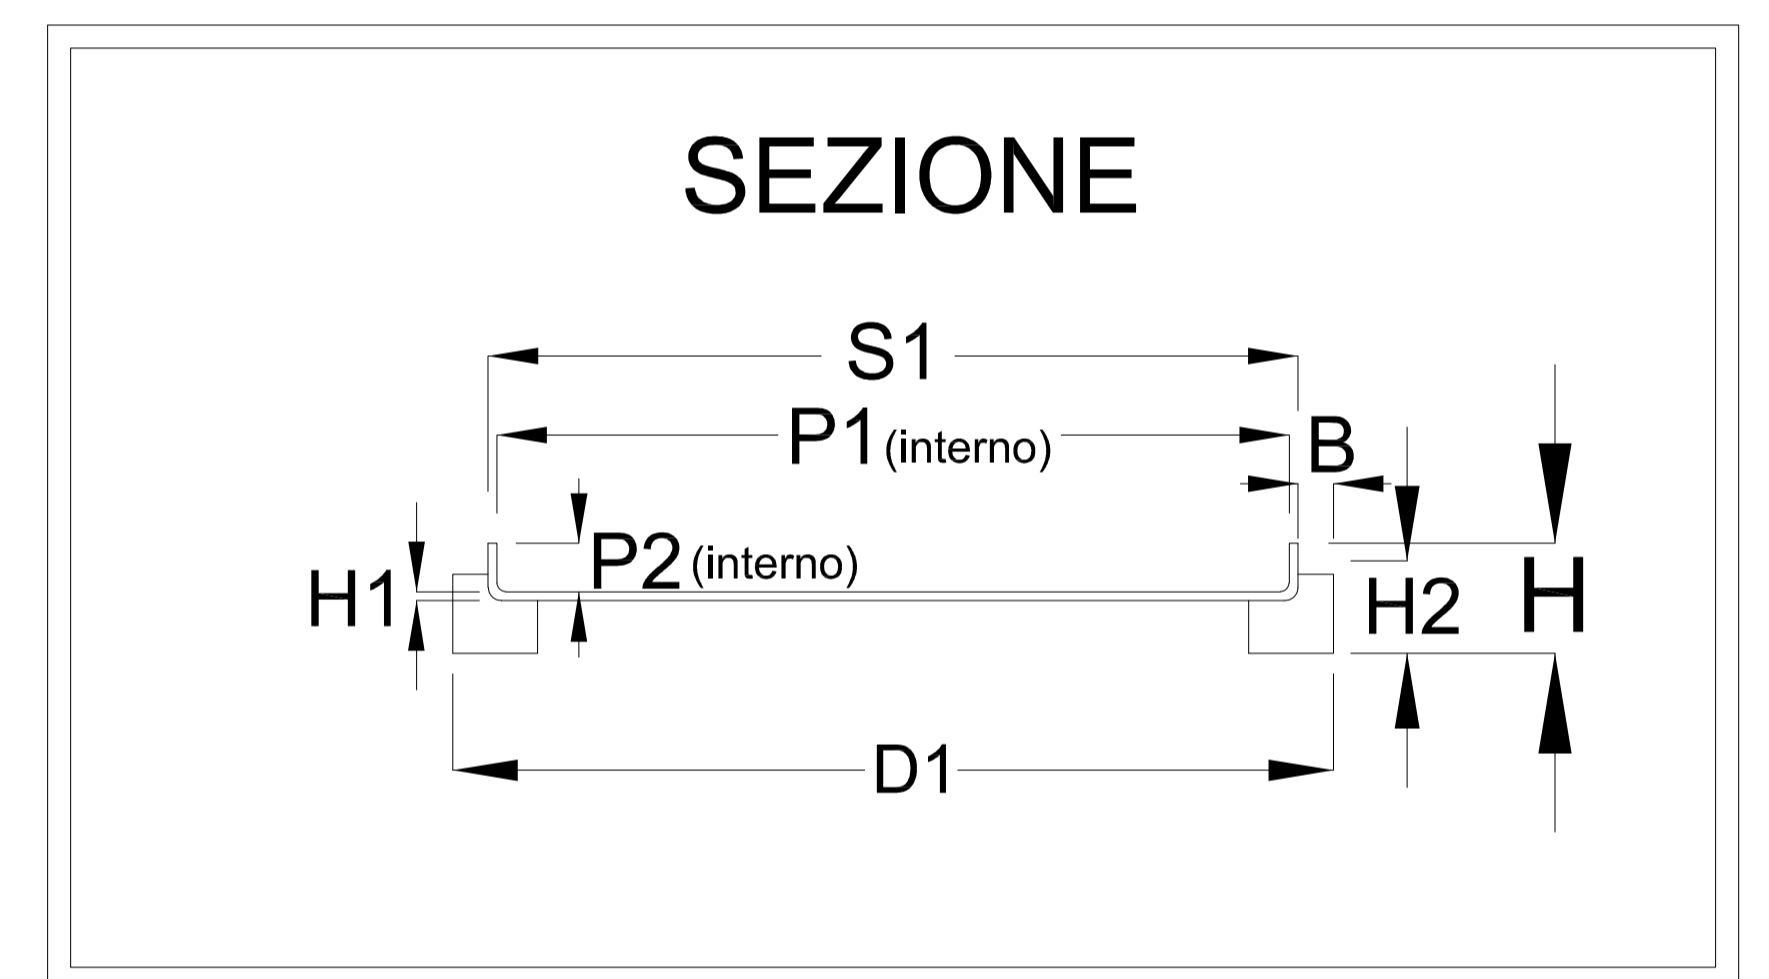 SEZIONE
S1
P1 (interno)
B
P2 (interno)
H1
H2
H
D1